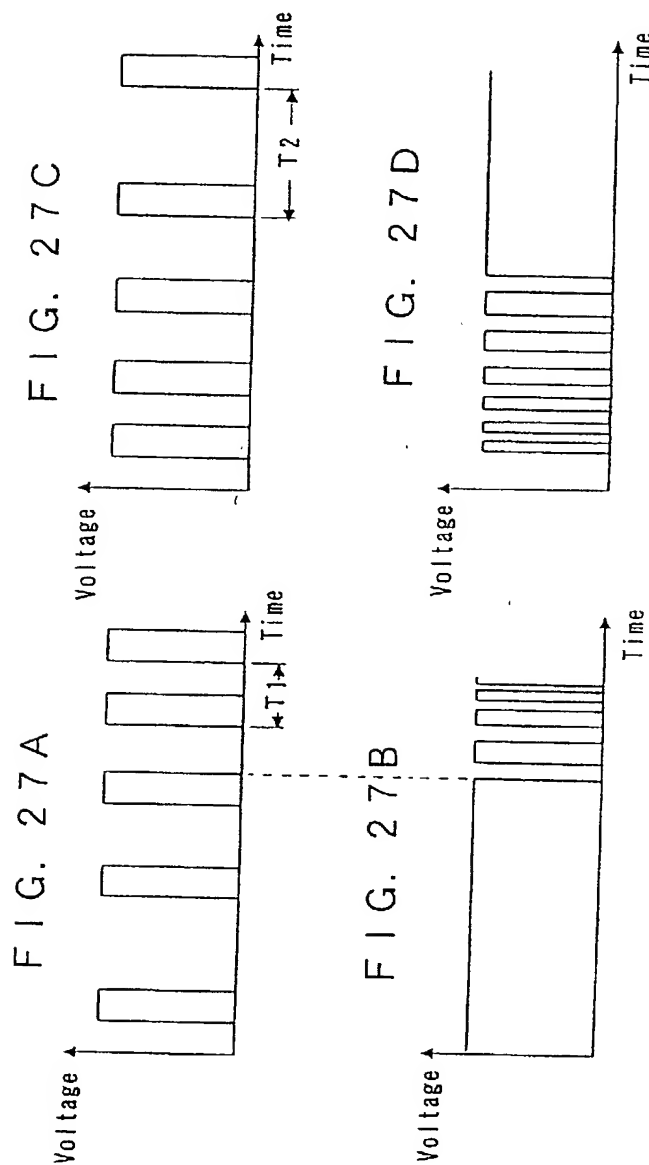 FIG. 27A
Voltage
T1
Time
FIG. 27B
Voltage
Time
FIG. 27C
Voltage
T2
Time
FIG. 27D
Voltage
Time